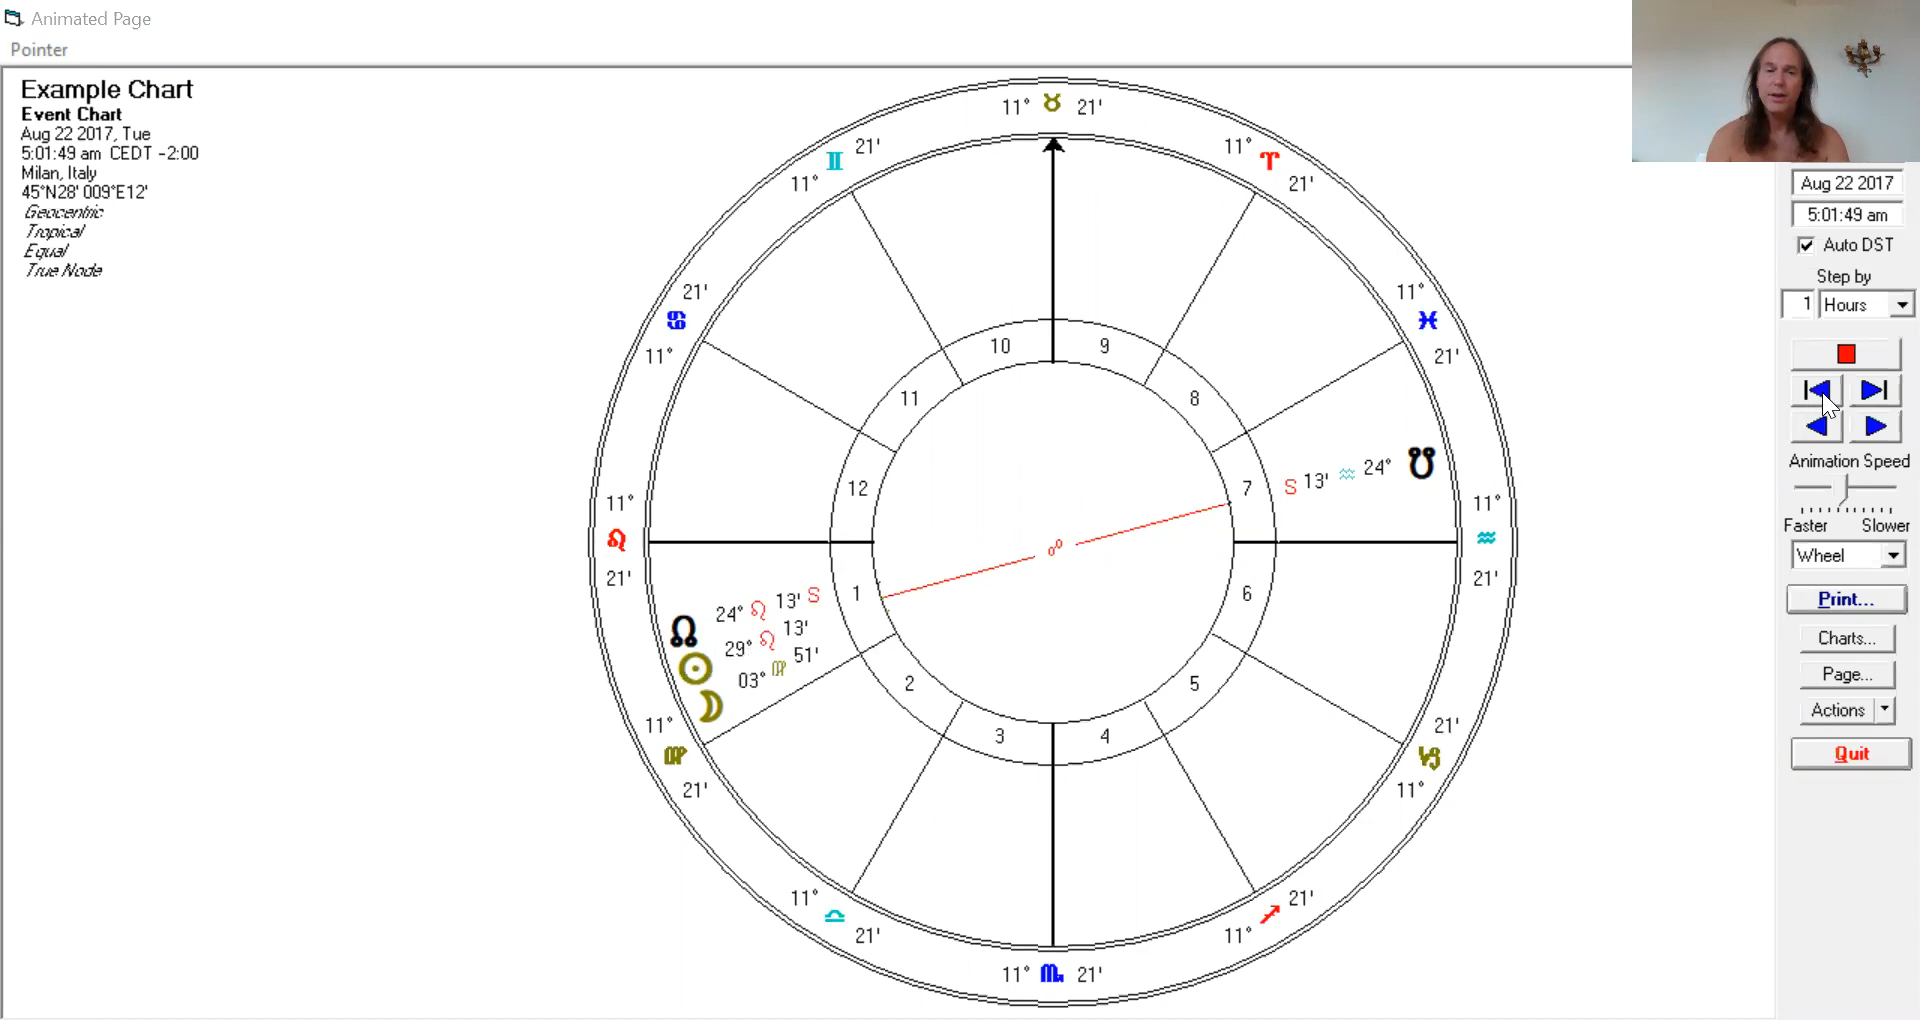 Animated Page
Pointer
Example Chart
Event Chart
Aug 22 2017, Tue
5:01:49 am CEDT -2:00
Milan, Italy
45°N28' 009°E12'
Geocentric
Tropical
Equal
True Node
11° ♉ 21'
11° ♊ 21'
11° ♈ 21'
21' ♋ 11°
11° ♓ 21'
11° ♌ 21'
11° ♒ 21'
11° ♍ 21'
21' ♑ 11°
11° ♎ 21'
21' ♐ 11°
11° ♏ 21'
10
9
11
8
12
7
1
6
2
5
3
4
S 13' ♒ 24° ☋
☍
☊ 24° ♌ 13' S
☉ 29° ♌ 13'
☽ 03° ♍ 51'
Aug 22 2017
5:01:49 am
Auto DST
Step by
1 Hours
Animation Speed
Faster Slower
Wheel
Print...
Charts...
Page...
Actions
Quit